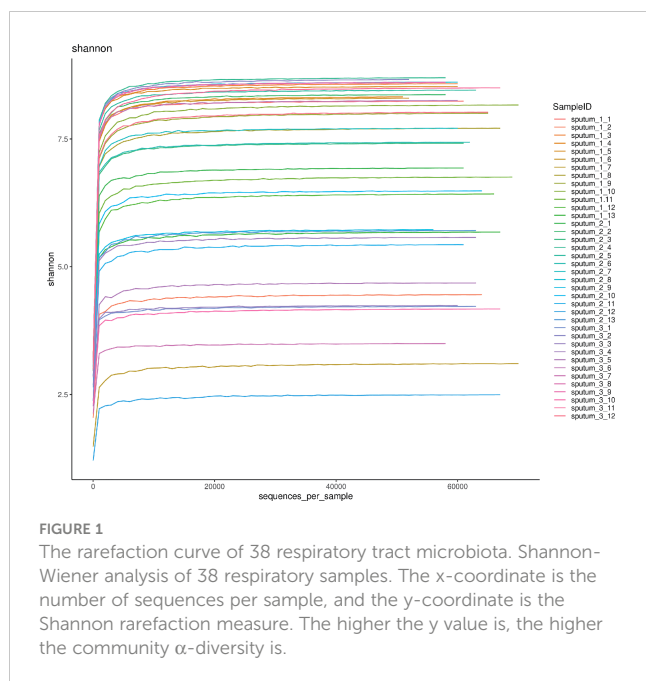 shannon
7.5
5.0
2.5
shannon
0
20000
40000
60000
sequences_per_sample
SampleID
sputum_1_1
sputum_1_2
sputum_1_3
sputum_1_4
sputum_1_5
sputum_1_6
sputum_1_7
sputum_1_8
sputum_1_9
sputum_1_10
sputum_1.11
sputum_1_12
sputum_1_13
sputum_2_1
sputum_2_2
sputum_2_3
sputum_2_4
sputum_2_5
sputum_2_6
sputum_2_7
sputum_2_8
sputum_2_9
sputum_2_10
sputum_2_11
sputum_2_12
sputum_2_13
sputum_3_1
sputum_3_2
sputum_3_3
sputum_3_4
sputum_3_5
sputum_3_6
sputum_3_7
sputum_3_8
sputum_3_9
sputum_3_10
sputum_3_11
sputum_3_12
FIGURE 1
The rarefaction curve of 38 respiratory tract microbiota. Shannon-
Wiener analysis of 38 respiratory samples. The x-coordinate is the
number of sequences per sample, and the y-coordinate is the
Shannon rarefaction measure. The higher the y value is, the higher
the community α-diversity is.